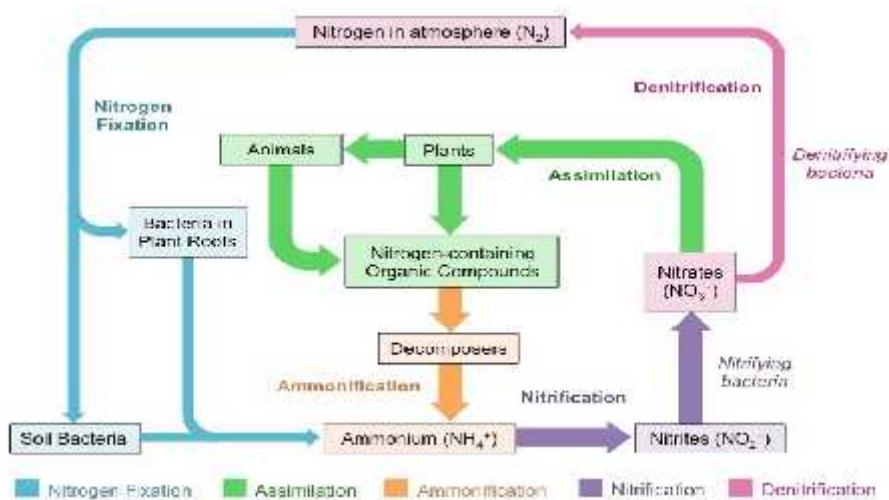 Nitrogen in atmosphere (N₂)
Nitrogen
Fixation
Denitrification
Animals
Plants
Assimilation
Denitrifying
bacteria
Bacteria in
Plant Roots
Nitrogen-containing
Organic Compounds
Nitrates
(NO₃⁻)
Decomposers
Ammonification
Nitrification
Nitrifying
bacteria
Soil Bacteria
Ammonium (NH₄⁺)
Nitrites (NO₂⁻)
Nitrogen Fixation
Assimilation
Ammonification
Nitrification
Denitrification